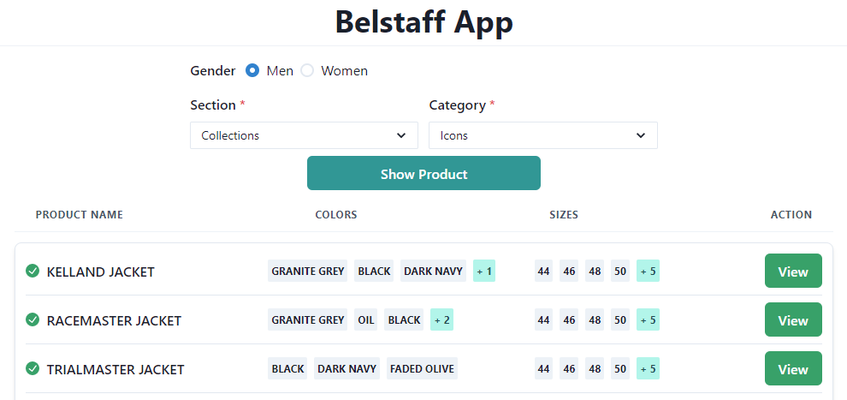 Belstaff App
Gender Men Women
Section * Category *
Collections Icons
Show Product
PRODUCT NAME COLORS SIZES ACTION
KELLAND JACKET GRANITE GREY BLACK DARK NAVY + 1 44 46 48 50 + 5 View
RACEMASTER JACKET GRANITE GREY OIL BLACK + 2 44 46 48 50 + 5 View
TRIALMASTER JACKET BLACK DARK NAVY FADED OLIVE 44 46 48 50 + 5 View